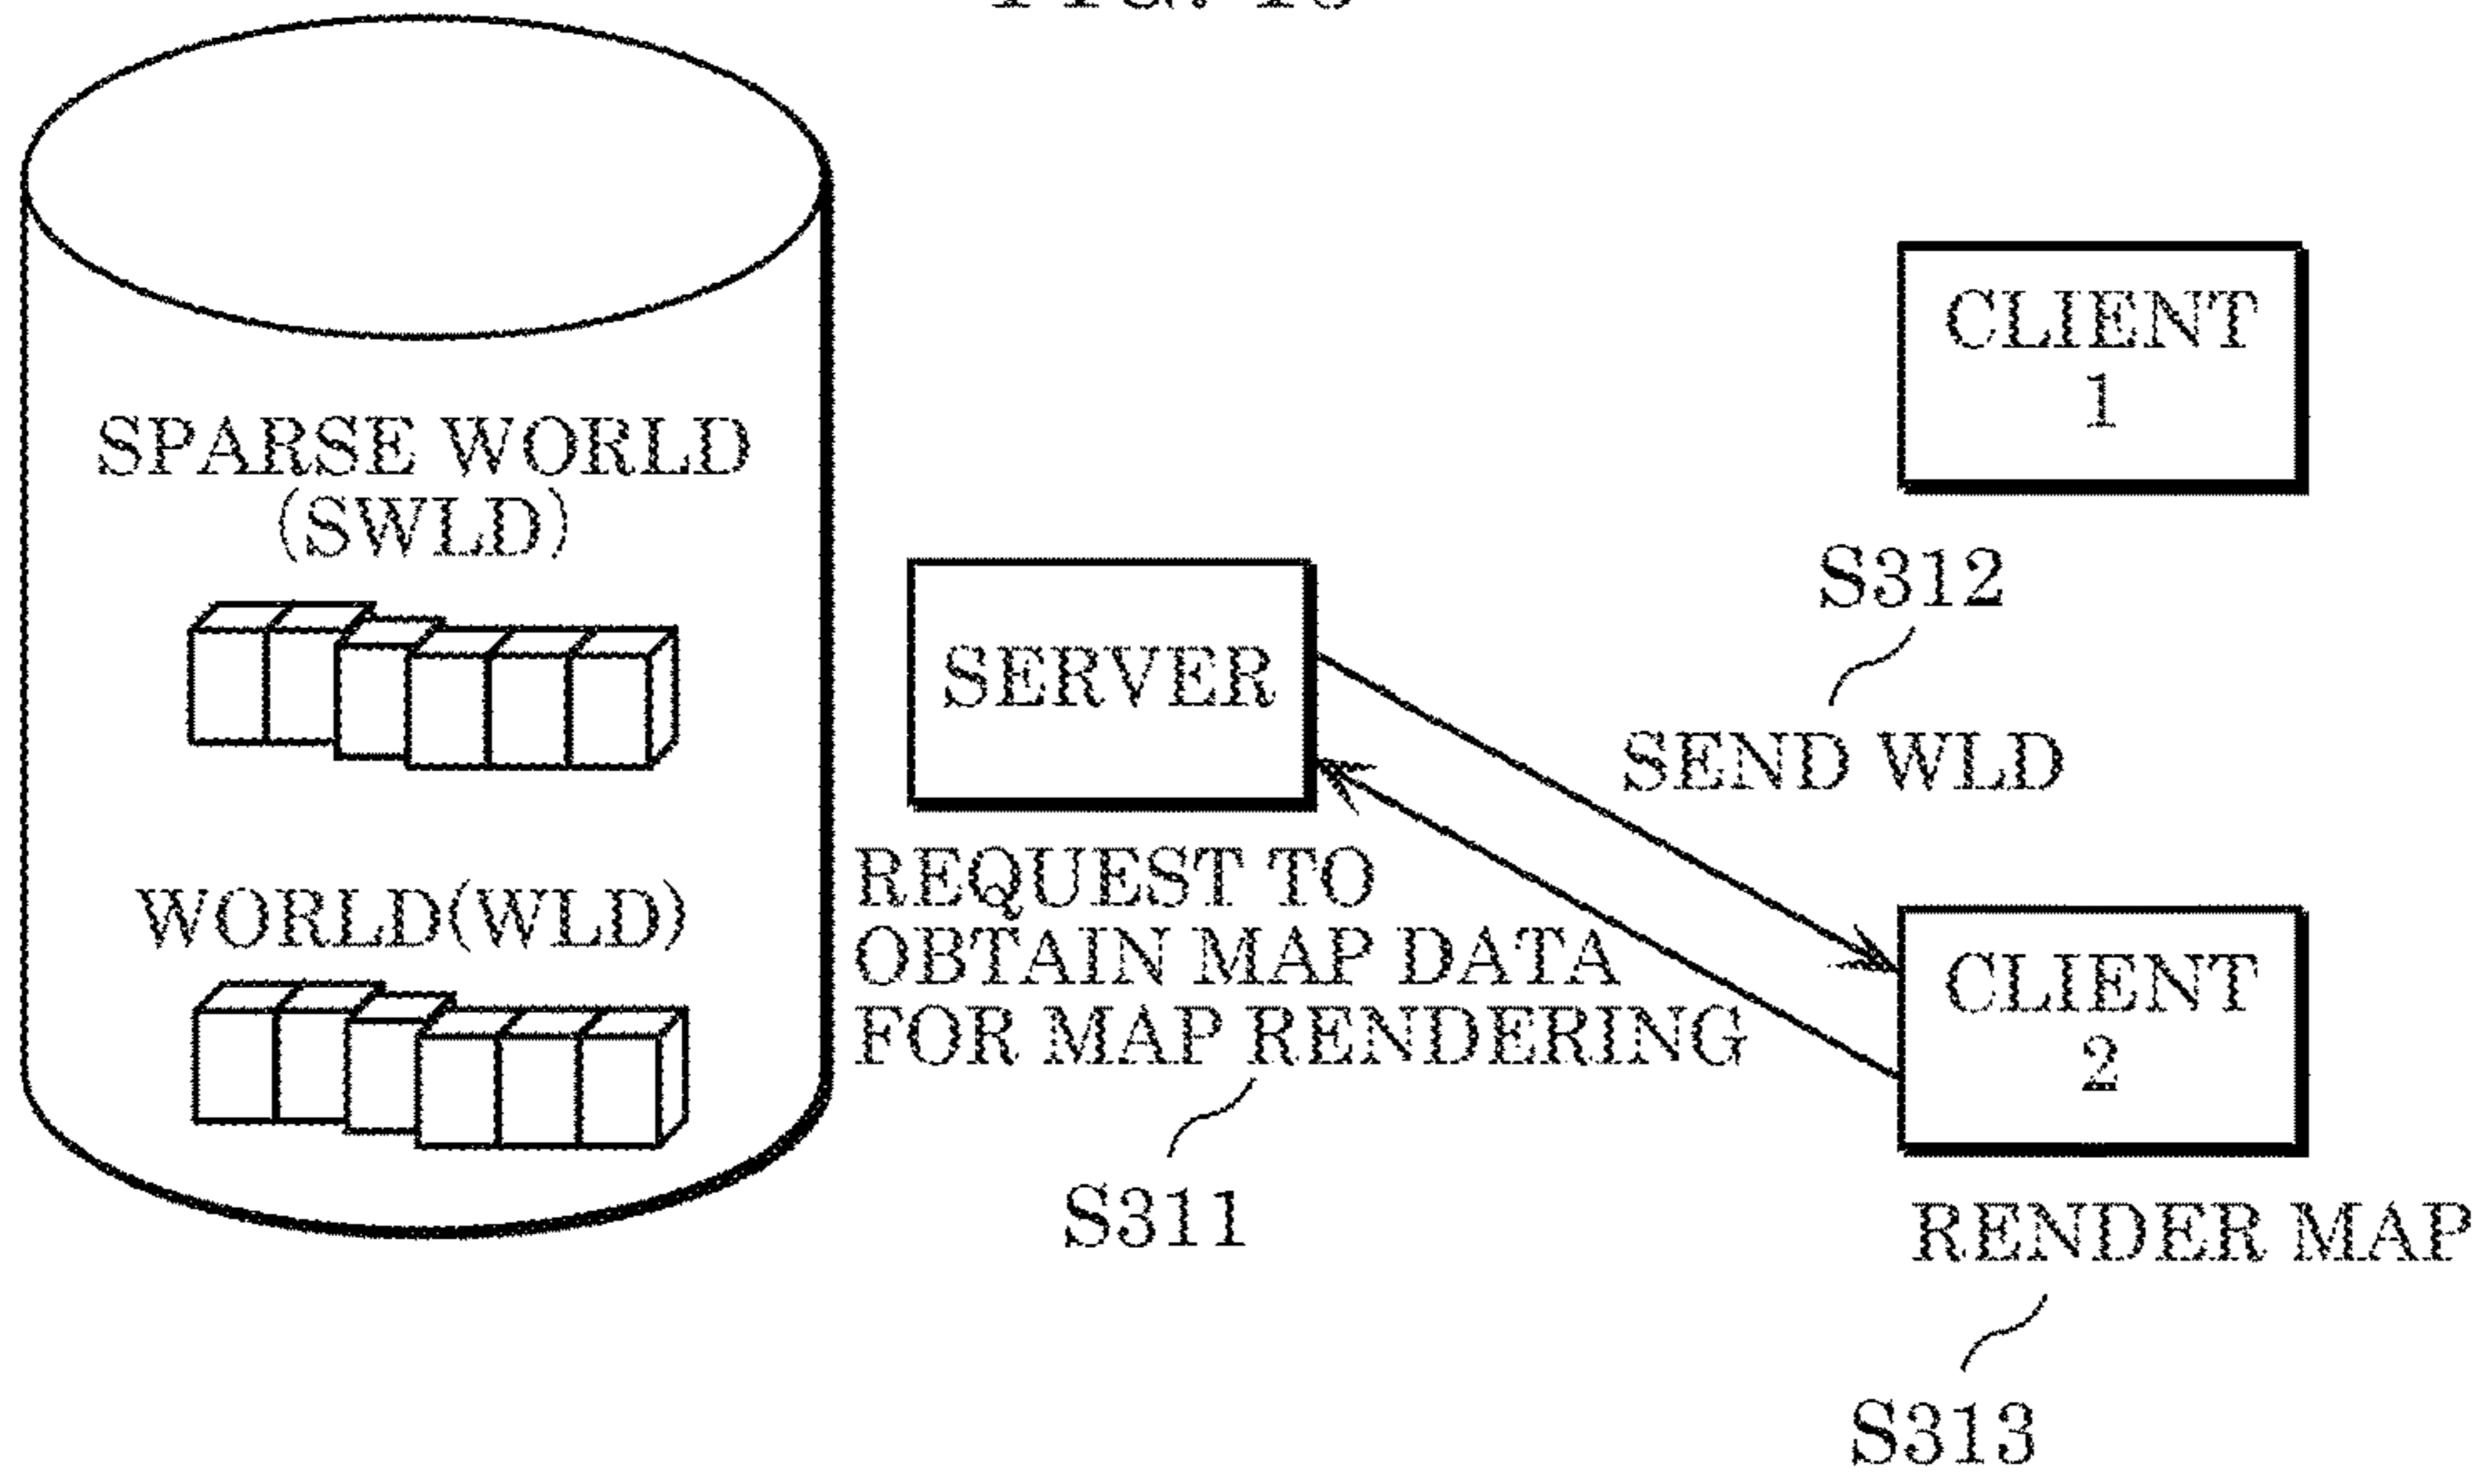 SPARSE WORLD
(SWLD)
WORLD(WLD)
SERVER
REQUEST TO
OBTAIN MAP DATA
FOR MAP RENDERING
S311
CLIENT
1
S312
SEND WLD
CLIENT
2
RENDER MAP
S313